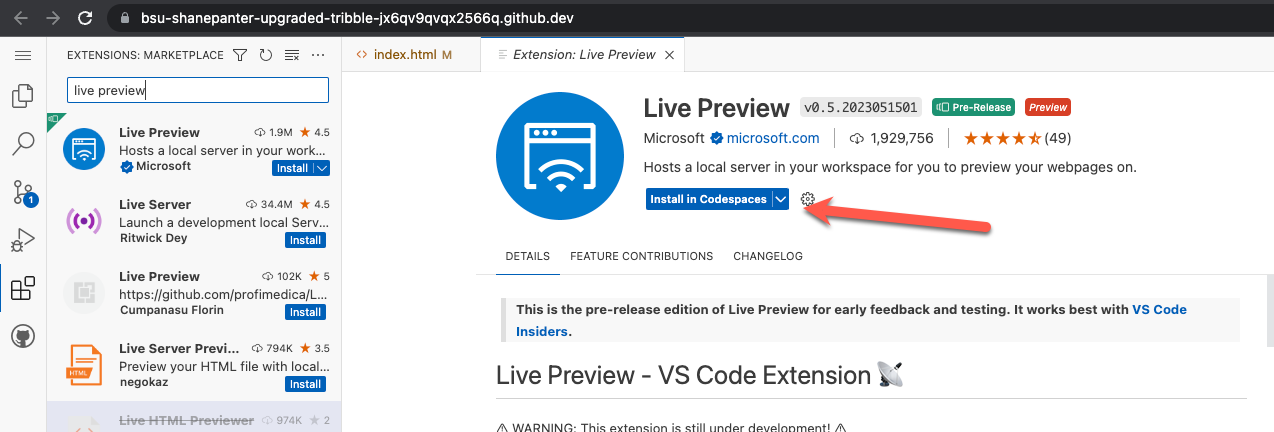 bsu-shanepanter-upgraded-tribble-jx6qv9qvqx2566q.github.dev
EXTENSIONS: MARKETPLACE
live preview
Live Preview 1.9M ★ 4.5
Hosts a local server in your work...
Microsoft Install
Live Server 34.4M ★ 4.5
Launch a development local Serv...
Ritwick Dey Install
Live Preview 102K ★ 5
https://github.com/profimedica/L...
Cumpanasu Florin Install
Live Server Previ... 794K ★ 3.5
HTML
Preview your HTML file with local...
negokaz Install
Live HTML Previewer 974K ★ 2
1
<> index.html M
Extension: Live Preview ×
Live Preview v0.5.2023051501 Pre-Release Preview
Microsoft microsoft.com 1,929,756 (49)
Hosts a local server in your workspace for you to preview your webpages on.
Install in Codespaces
DETAILS FEATURE CONTRIBUTIONS CHANGELOG
This is the pre-release edition of Live Preview for early feedback and testing. It works best with VS Code
Insiders.
Live Preview - VS Code Extension 📡
⚠ WARNING: This extension is still under development! ⚠